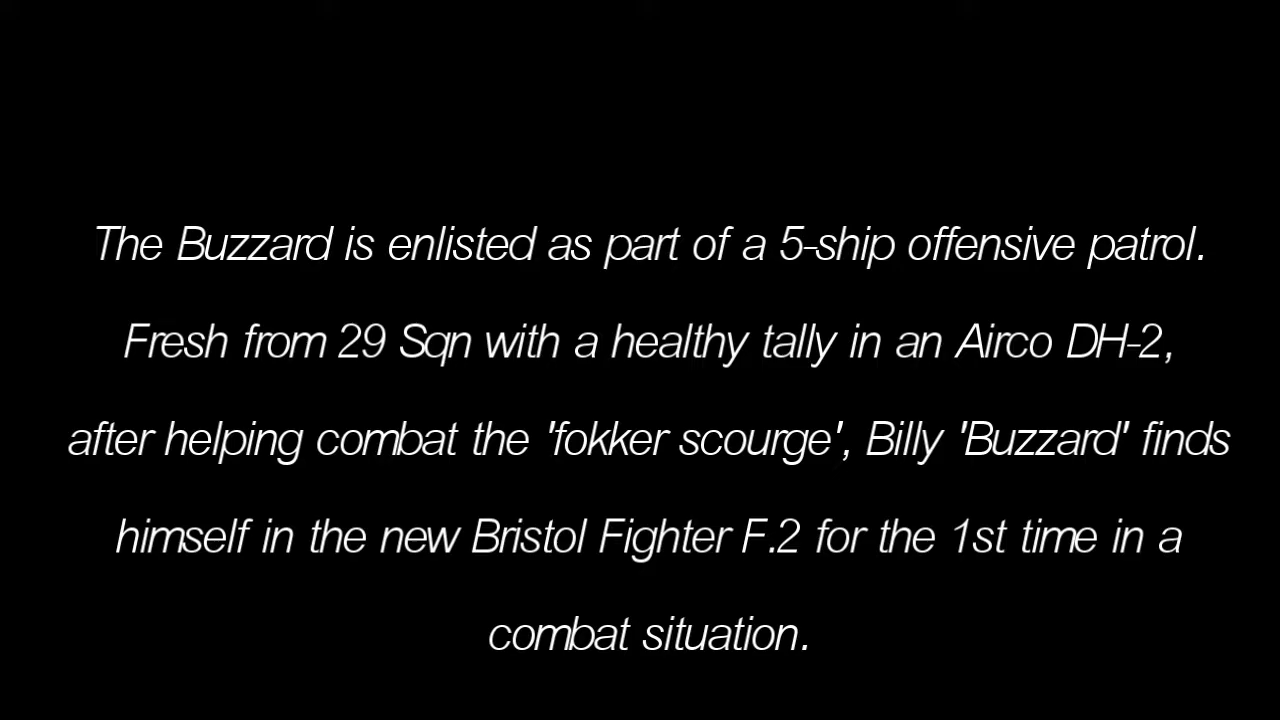 The Buzzard is enlisted as part of a 5-ship offensive patrol.
Fresh from 29 Sqn with a healthy tally in an Airco DH-2,
after helping combat the 'fokker scourge', Billy 'Buzzard' finds
himself in the new Bristol Fighter F.2 for the 1st time in a
combat situation.